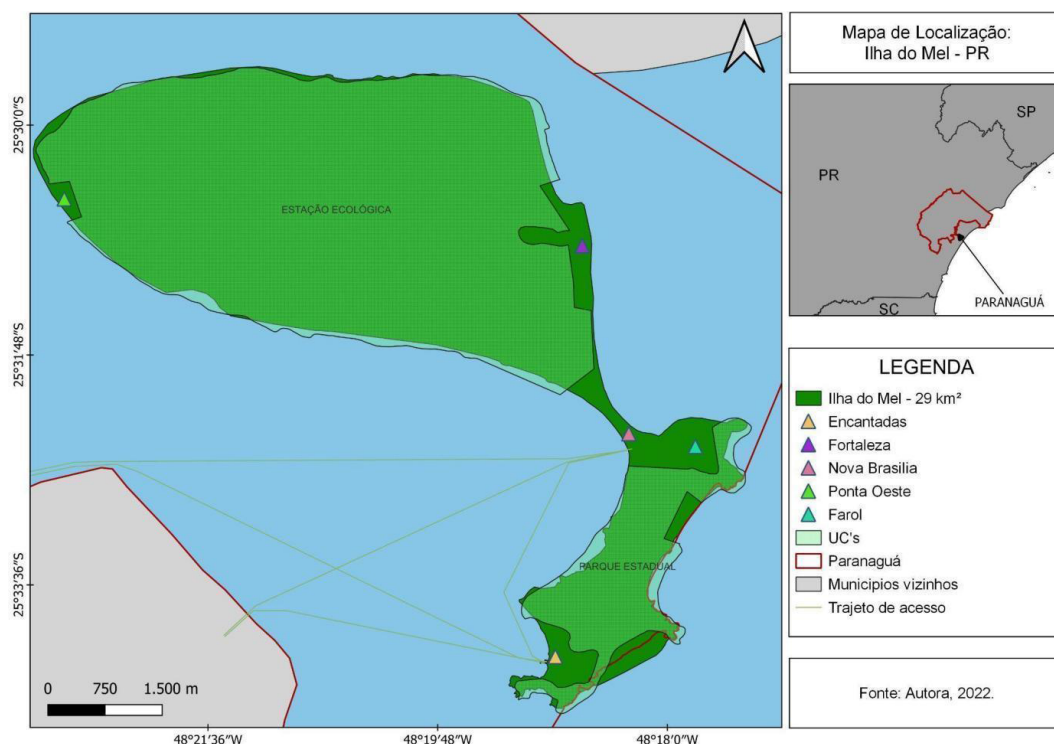 Mapa de Localização:
Ilha do Mel - PR
SP
PR
PARANAGUÁ
SC
25°30′0″S
25°31′48″S
25°33′36″S
ESTAÇÃO ECOLÓGICA
PARQUE ESTADUAL
0 750 1.500 m
48°21′36″W
48°19′48″W
48°18′0″W
LEGENDA
Ilha do Mel - 29 km²
Encantadas
Fortaleza
Nova Brasilia
Ponta Oeste
Farol
UC's
Paranaguá
Municipios vizinhos
Trajeto de acesso
Fonte: Autora, 2022.